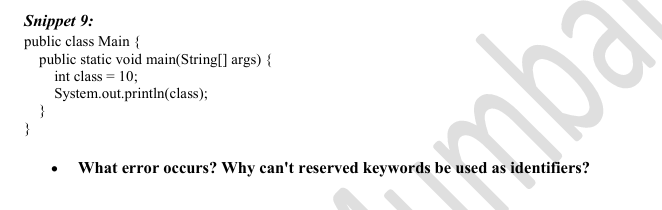 Snippet 9:
public class Main {
public static void main(String[] args) {
int class = 10;
System.out.println(class);
}
}
• What error occurs? Why can't reserved keywords be used as identifiers?
Mumbai